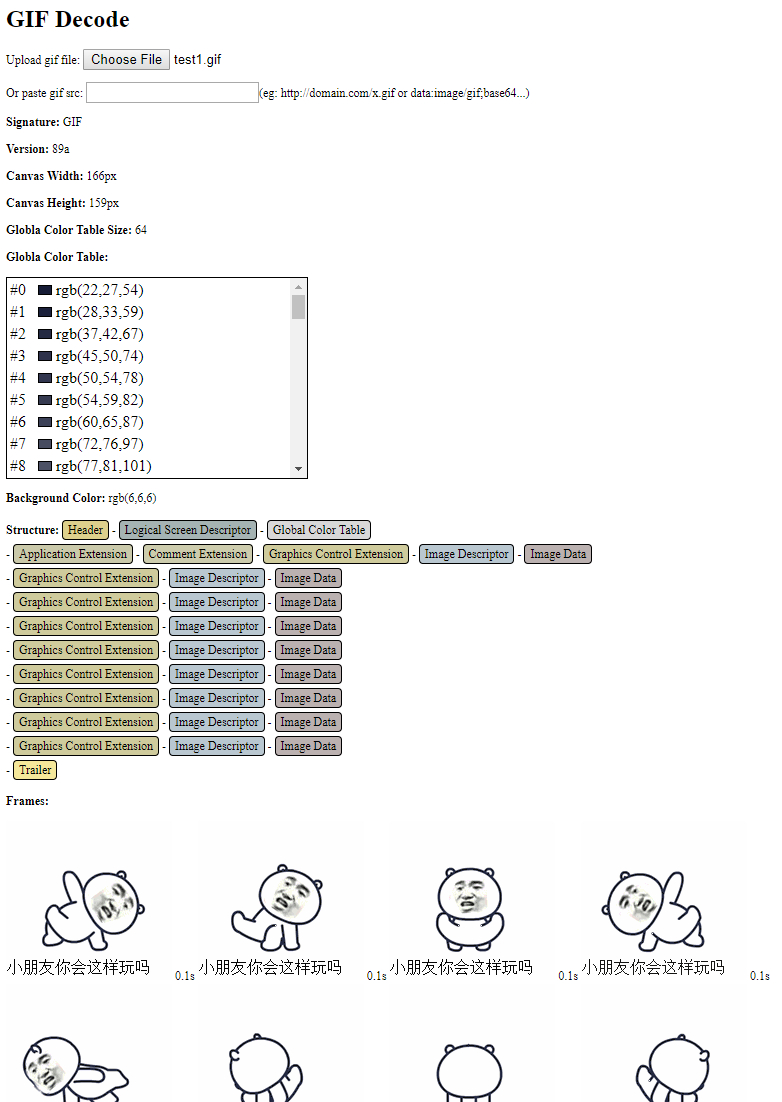 GIF Decode
Upload gif file: Choose File test1.gif
Or paste gif src: (eg: http://domain.com/x.gif or data:image/gif;base64...)
Signature: GIF
Version: 89a
Canvas Width: 166px
Canvas Height: 159px
Globla Color Table Size: 64
Globla Color Table:
#0 rgb(22,27,54)
#1 rgb(28,33,59)
#2 rgb(37,42,67)
#3 rgb(45,50,74)
#4 rgb(50,54,78)
#5 rgb(54,59,82)
#6 rgb(60,65,87)
#7 rgb(72,76,97)
#8 rgb(77,81,101)
Background Color: rgb(6,6,6)
Structure: Header - Logical Screen Descriptor - Global Color Table
- Application Extension - Comment Extension - Graphics Control Extension - Image Descriptor - Image Data
- Graphics Control Extension - Image Descriptor - Image Data
- Graphics Control Extension - Image Descriptor - Image Data
- Graphics Control Extension - Image Descriptor - Image Data
- Graphics Control Extension - Image Descriptor - Image Data
- Graphics Control Extension - Image Descriptor - Image Data
- Graphics Control Extension - Image Descriptor - Image Data
- Graphics Control Extension - Image Descriptor - Image Data
- Graphics Control Extension - Image Descriptor - Image Data
- Trailer
Frames:
小朋友你会这样玩吗 0.1s 小朋友你会这样玩吗 0.1s 小朋友你会这样玩吗 0.1s 小朋友你会这样玩吗 0.1s